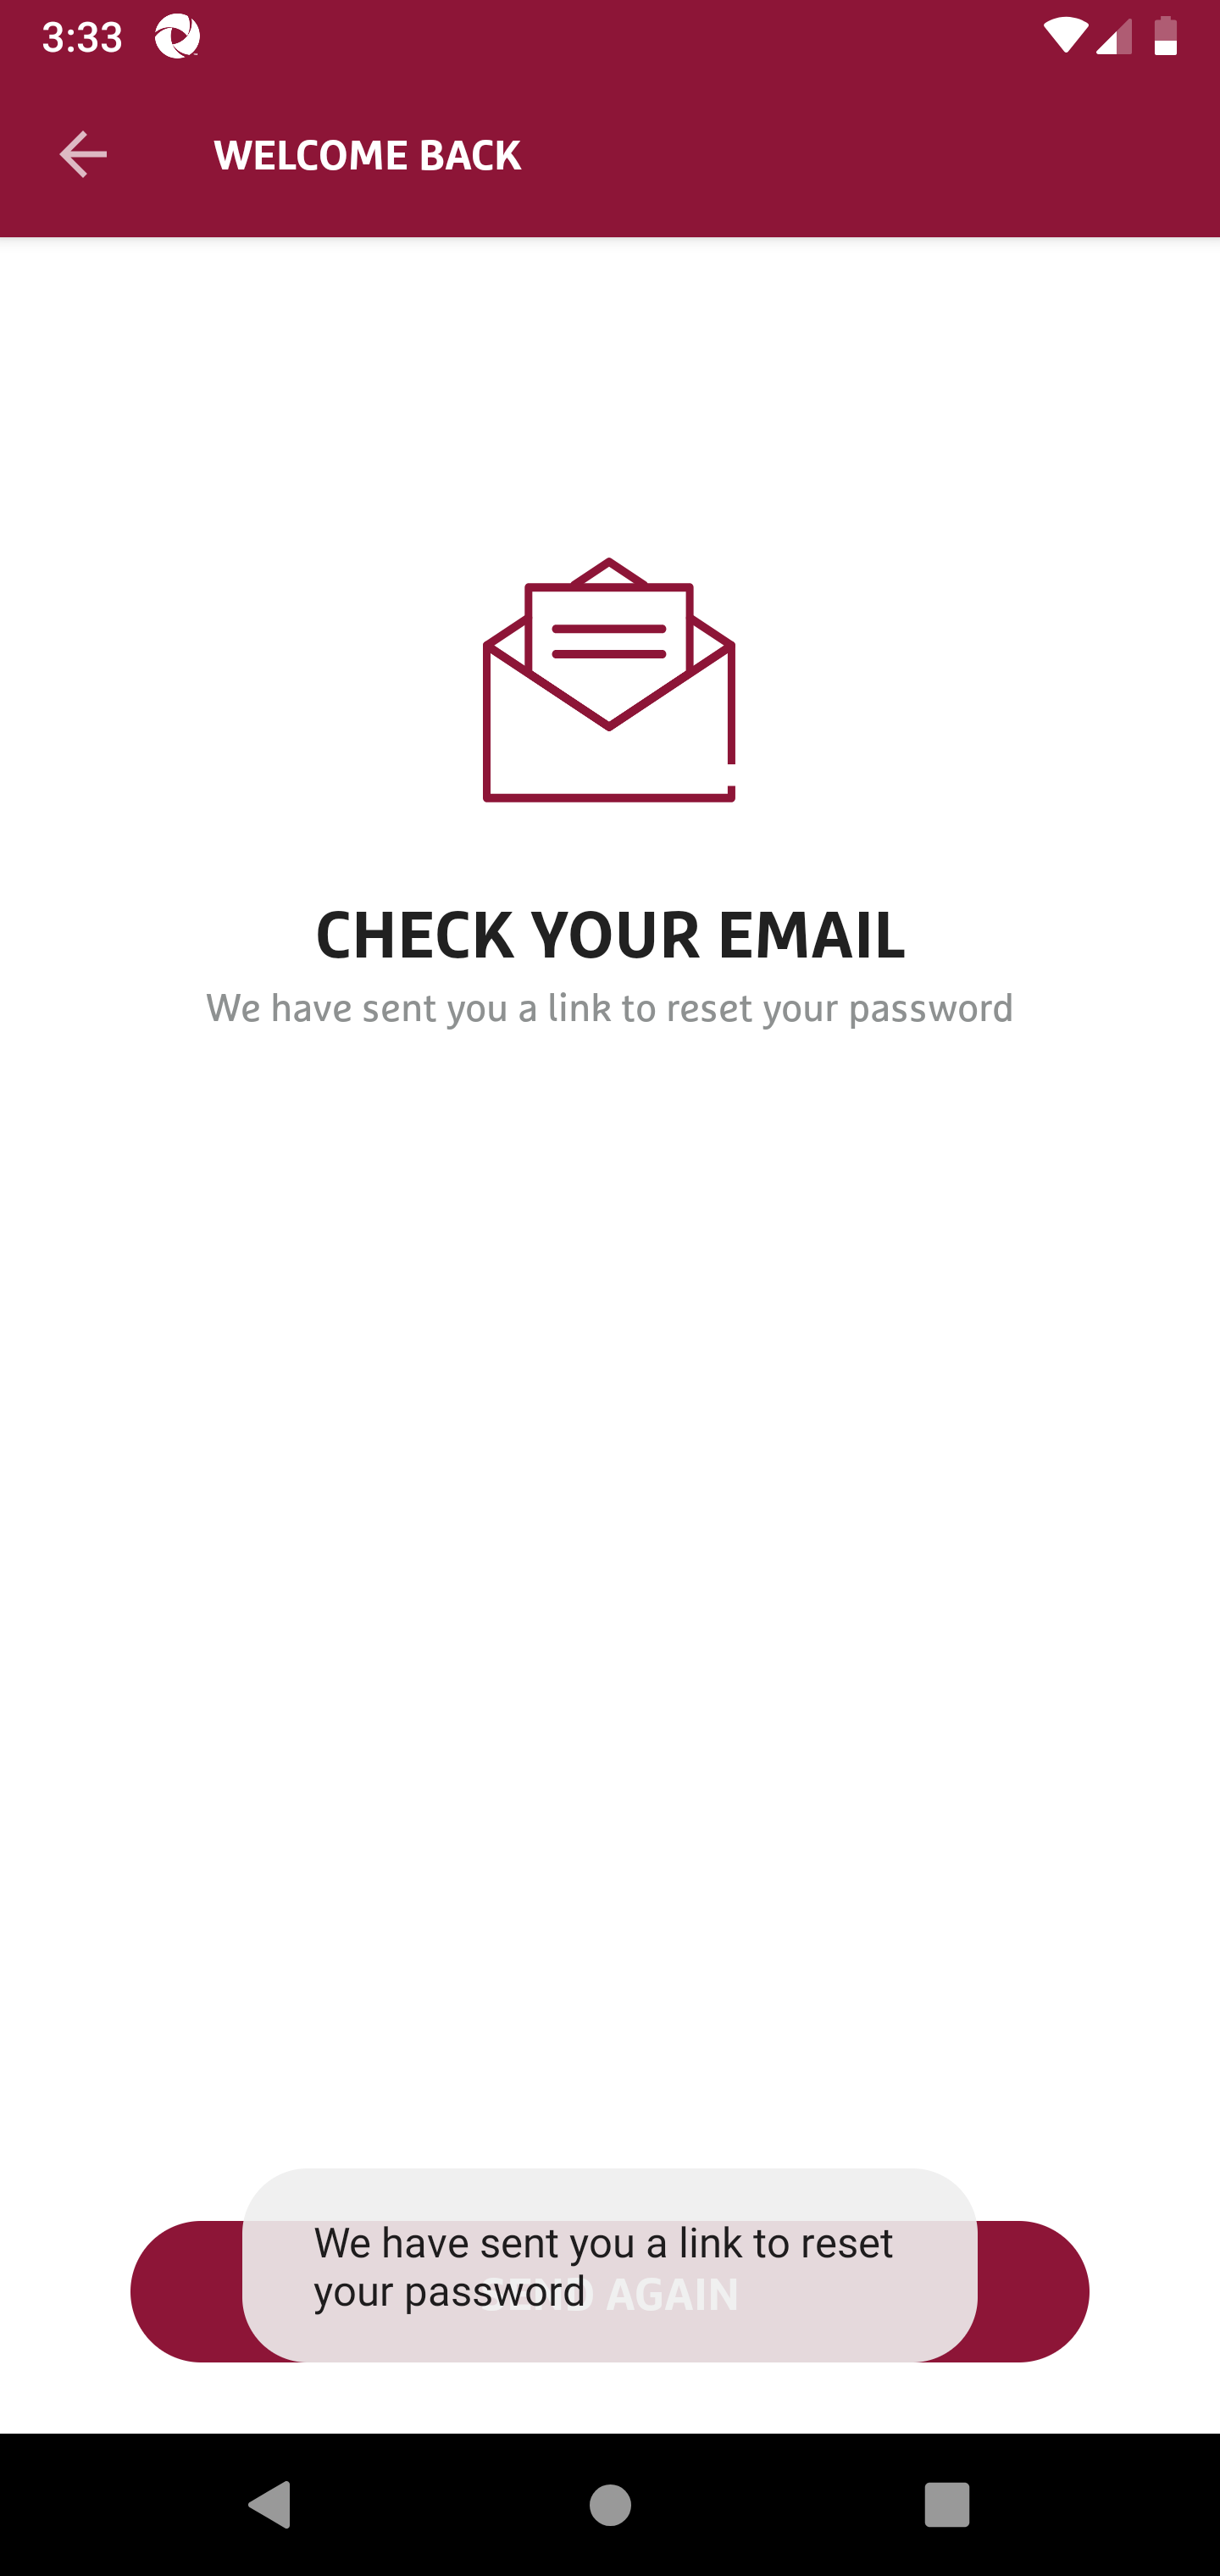 3:33
WELCOME BACK
CHECK YOUR EMAIL
We have sent you a link to reset your password
We have sent you a link to reset
your password
SEND AGAIN